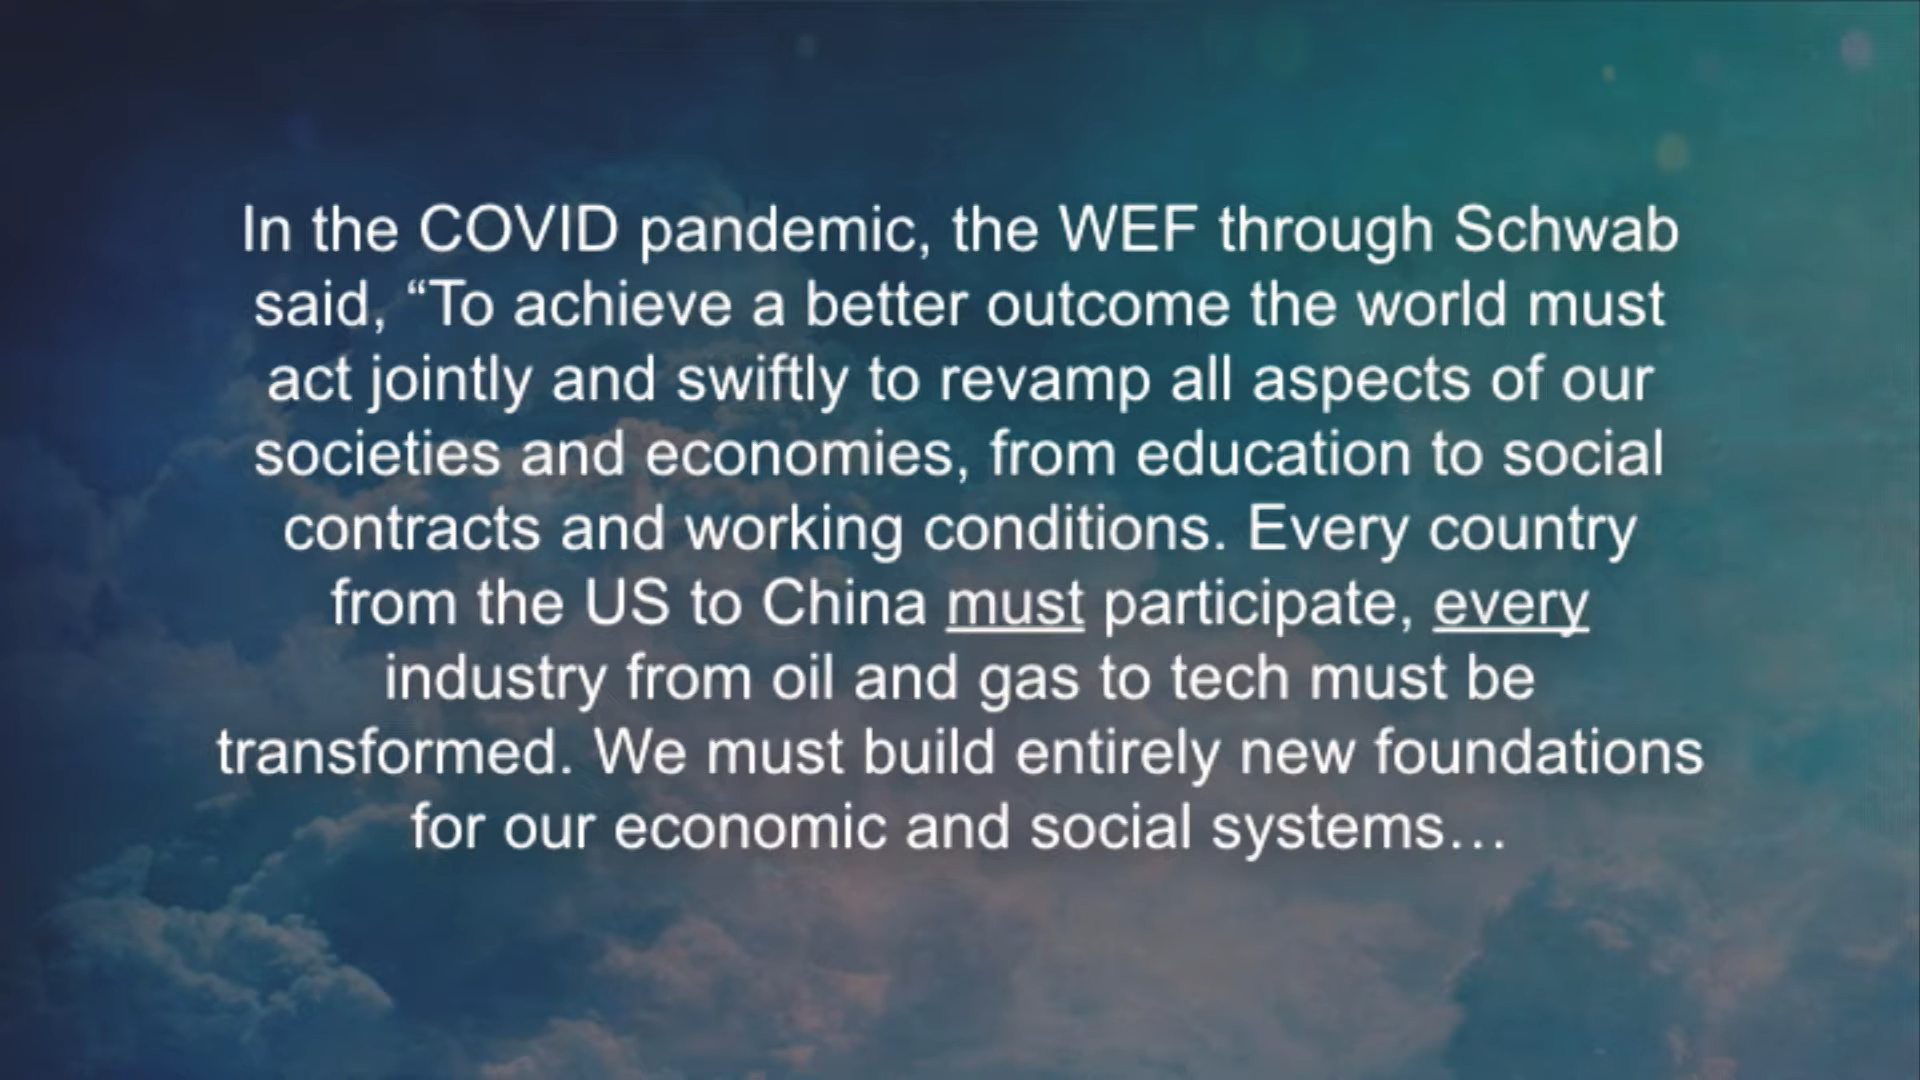 In the COVID pandemic, the WEF through Schwab
said, “To achieve a better outcome the world must
act jointly and swiftly to revamp all aspects of our
societies and economies, from education to social
contracts and working conditions. Every country
from the US to China must participate, every
industry from oil and gas to tech must be
transformed. We must build entirely new foundations
for our economic and social systems…